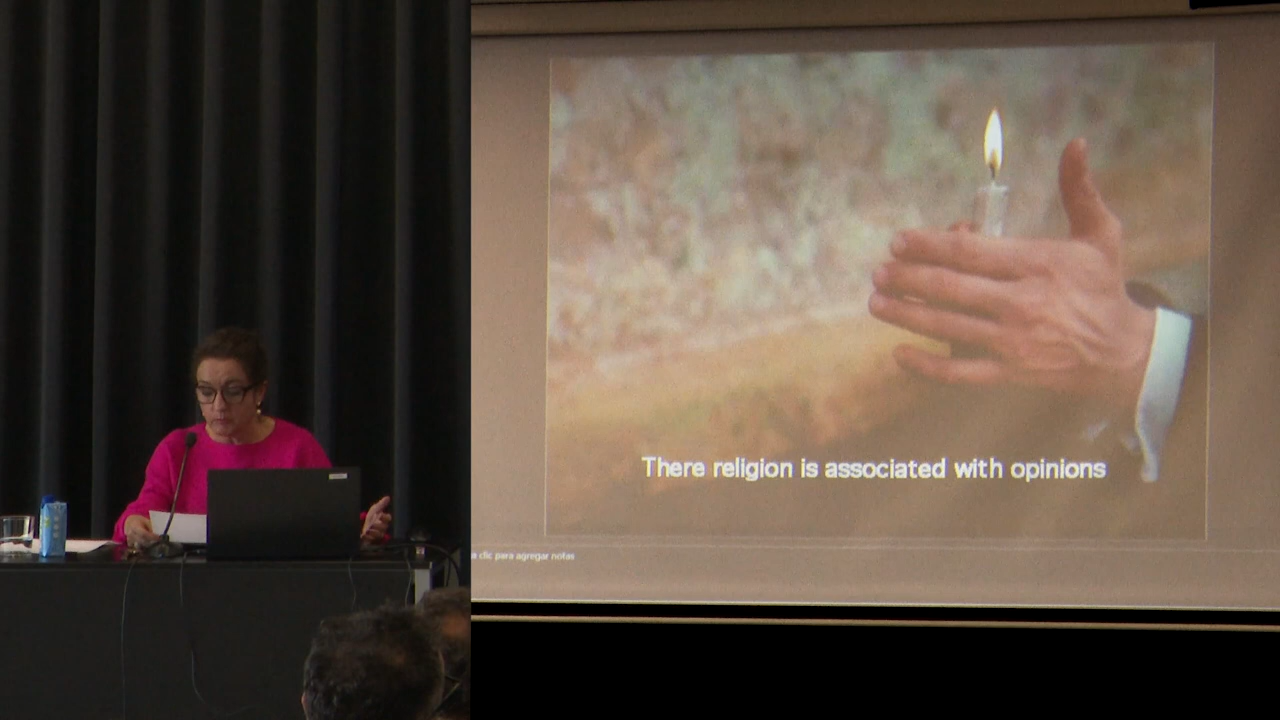 There religion is associated with opinions
clic para agregar notas